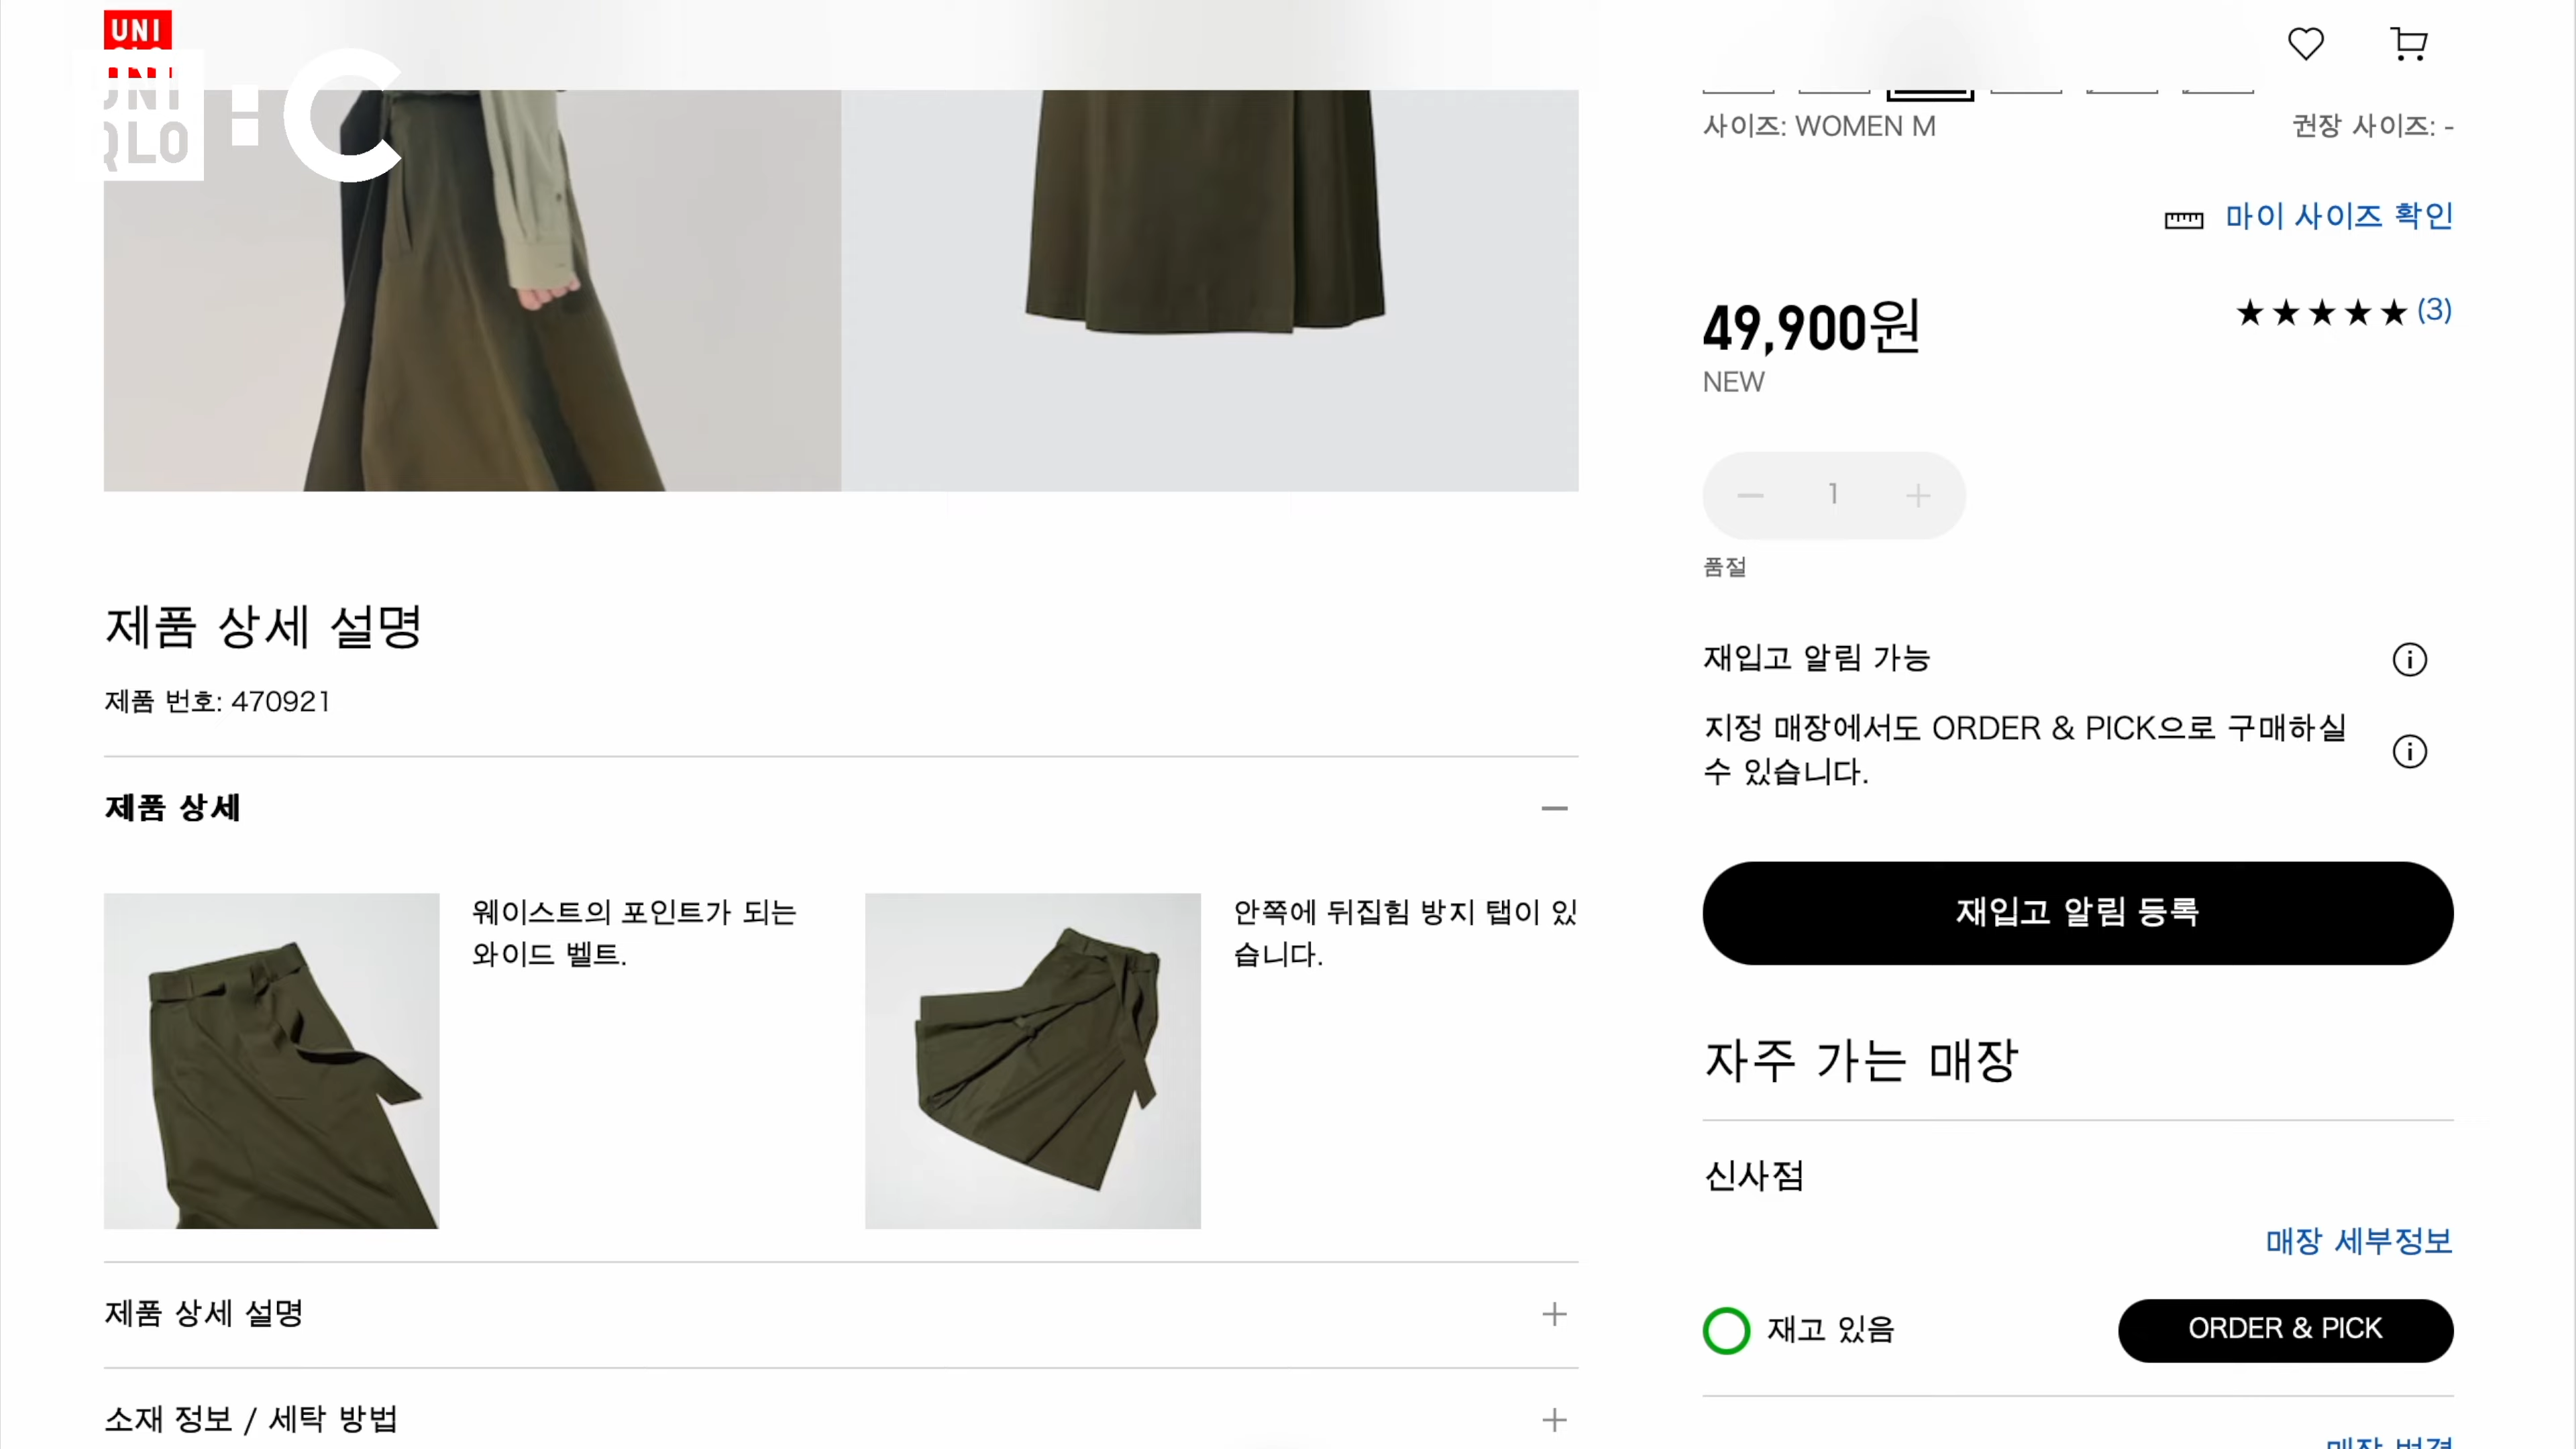 UNI
UNI
QLO
:C
사이즈: WOMEN M
권장 사이즈: -
마이 사이즈 확인
49,900원
★★★★★ (3)
NEW
1
품절
제품 상세 설명
제품 번호: 470921
재입고 알림 가능
지정 매장에서도 ORDER & PICK으로 구매하실
수 있습니다.
제품 상세
웨이스트의 포인트가 되는
와이드 벨트.
안쪽에 뒤집힘 방지 탭이 있
습니다.
재입고 알림 등록
자주 가는 매장
신사점
매장 세부정보
재고 있음
ORDER & PICK
제품 상세 설명
소재 정보 / 세탁 방법